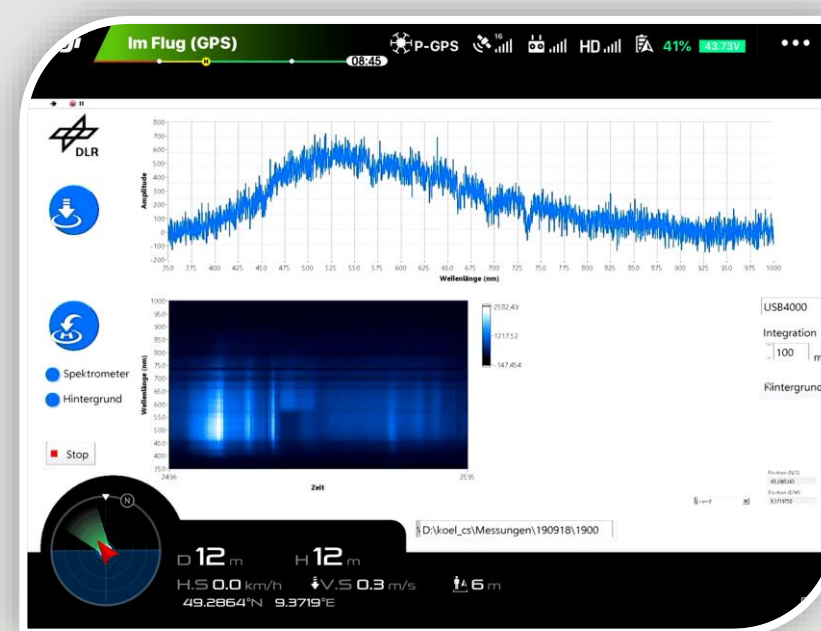 Im Flug (GPS)
P-GPS 16 HD 41% 43.73V
H 08:45
DLR
Amplitude
800
700
600
500
400
300
200
100
0
-100
-200
350 375 400 425 450 475 500 525 550 575 600 625 650 675 700 725 750 775 800 825 850 875 900 925 950 975 1000
Wellenlänge (nm)
Wellenlänge (nm)
1000
950
900
850
800
750
700
650
600
550
500
450
400
350
2496 2595
Zeit
2582,49
1217,52
-147,454
USB4000
Integration
100 m
Hintergrund
Spektrometer
Hintergrund
Stop
D:\koel_cs\Messungen\190918\1900
N
D 12 m H 12 m
H.S 0.0 km/h V.S 0.3 m/s 6 m
49.2864°N 9.3719°E